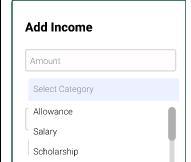 Add Income
Amount
Select Category
Allowance
Salary
Scholarship